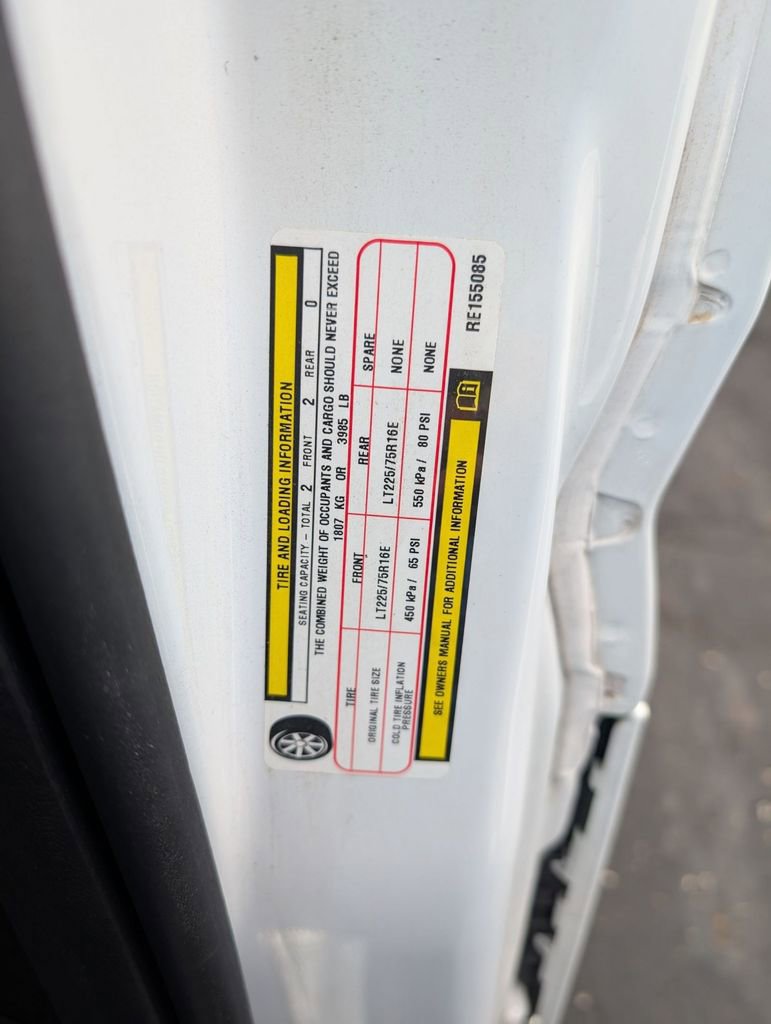 TIRE AND LOADING INFORMATION
SEATING CAPACITY – TOTAL 2 FRONT 2 REAR 0
THE COMBINED WEIGHT OF OCCUPANTS AND CARGO SHOULD NEVER EXCEED
1807 KG OR 3985 LB
TIRE FRONT REAR SPARE
ORIGINAL TIRE SIZE LT225/75R16E LT225/75R16E NONE
COLD TIRE INFLATION PRESSURE 450 kPa / 65 PSI 550 kPa / 80 PSI NONE
SEE OWNERS MANUAL FOR ADDITIONAL INFORMATION
RE155085